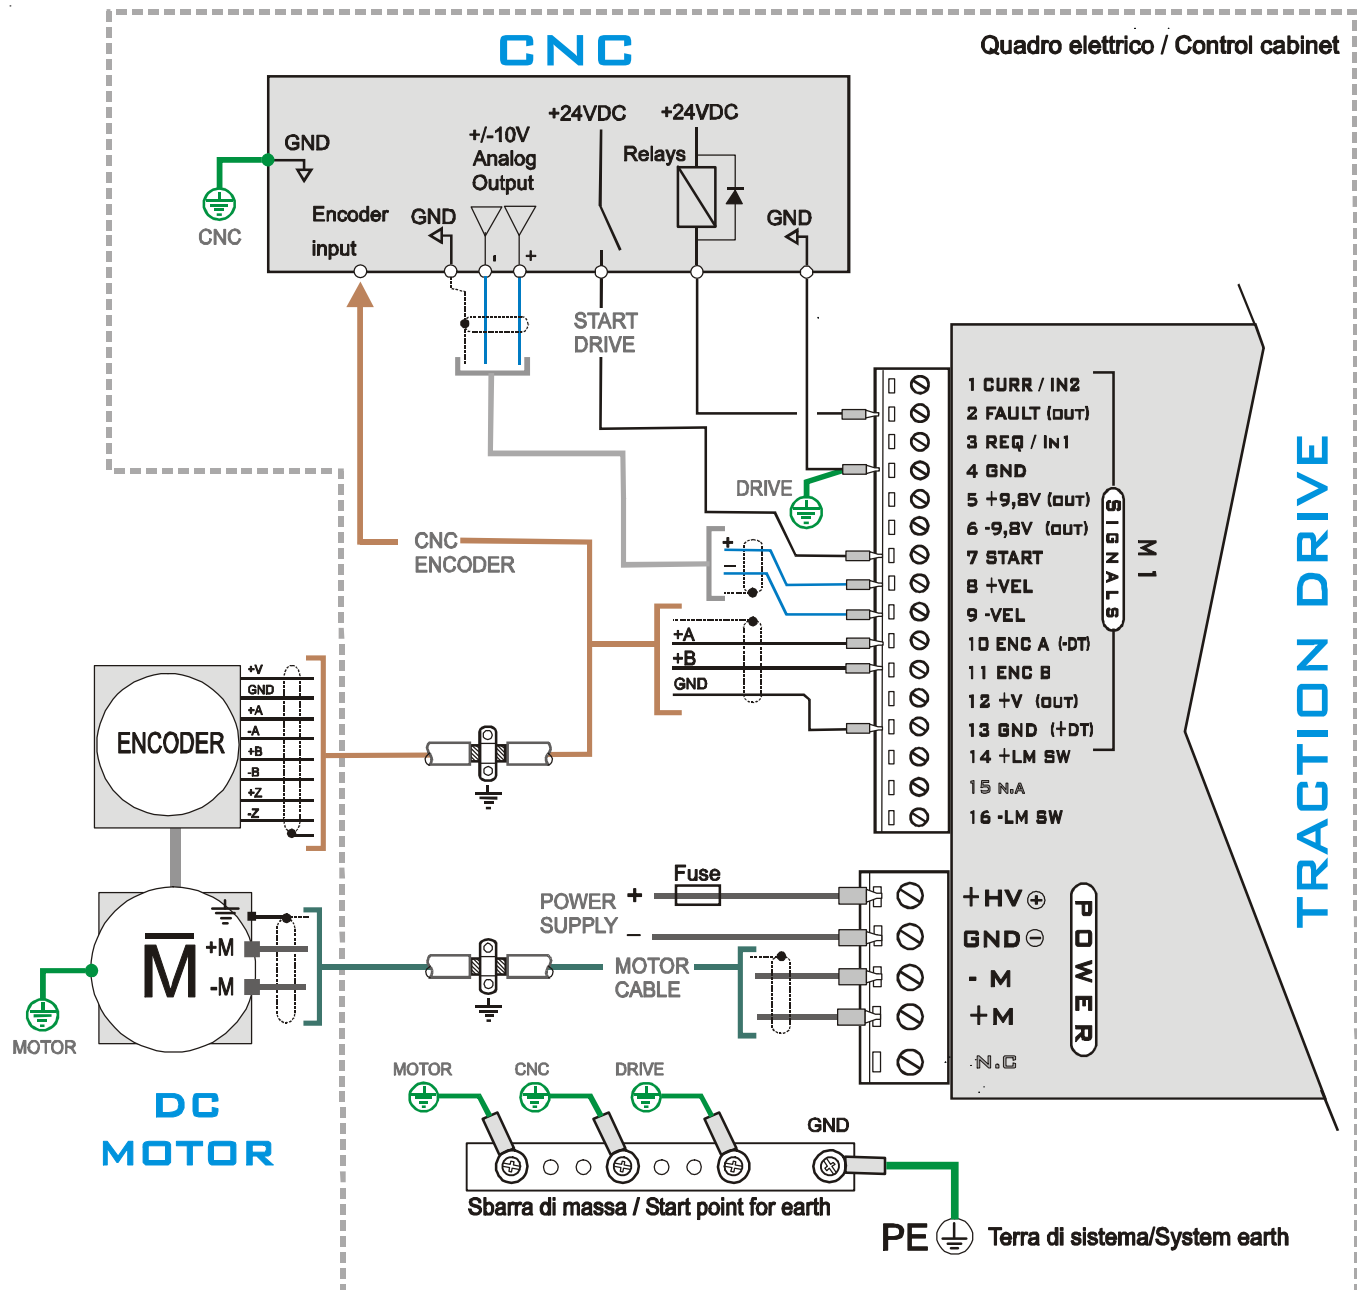 CNC
Quadro elettrico / Control cabinet
+24VDC
+24VDC
+/-10V
Analog
Output
GND
Relays
Encoder
input
GND
GND
- +
CNC
START
DRIVE
1 CURR / IN2
2 FAULT (OUT)
3 REQ / IN1
4 GND
5 +9,8V (OUT)
6 -9,8V (OUT)
7 START
8 +VEL
9 -VEL
10 ENC A (-DT)
11 ENC B
12 +V (OUT)
13 GND (+DT)
14 +LM SW
15 N.A
16 -LM SW
SIGNALS
M1
TRACTION DRIVE
DRIVE
CNC
ENCODER
+
−
+A
+B
GND
ENCODER
+V
GND
+A
-A
+B
-B
+Z
-Z
POWER
SUPPLY
+
−
Fuse
+HV +
GND −
- M
+M
N.C
POWER
M
+M
-M
MOTOR
CABLE
MOTOR
DC
MOTOR
MOTOR
CNC
DRIVE
GND
Sbarra di massa / Start point for earth
PE
Terra di sistema/System earth